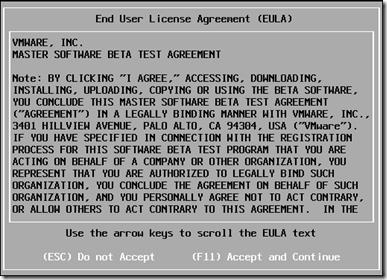 End User License Agreement (EULA)
VMWARE, INC.
MASTER SOFTWARE BETA TEST AGREEMENT
Note: BY CLICKING "I AGREE," ACCESSING, DOWNLOADING,
INSTALLING, UPLOADING, COPYING OR USING THE BETA SOFTWARE,
YOU CONCLUDE THIS MASTER SOFTWARE BETA TEST AGREEMENT
("AGREEMENT") IN A LEGALLY BINDING MANNER WITH VMWARE, INC.,
3401 HILLVIEW AVENUE, PALO ALTO, CA 94304, USA ("VMware").
IF YOU HAVE SPECIFIED IN CONNECTION WITH THE REGISTRATION
PROCESS FOR THIS SOFTWARE BETA TEST PROGRAM THAT YOU ARE
ACTING ON BEHALF OF A COMPANY OR OTHER ORGANIZATION, YOU
REPRESENT THAT YOU ARE AUTHORIZED TO LEGALLY BIND SUCH
ORGANIZATION, YOU CONCLUDE THE AGREEMENT ON BEHALF OF SUCH
ORGANIZATION, AND YOU PERSONALLY AGREE NOT TO ACT CONTRARY,
OR ALLOW OTHERS TO ACT CONTRARY TO THIS AGREEMENT. IN THE
Use the arrow keys to scroll the EULA text
(ESC) Do not Accept (F11) Accept and Continue